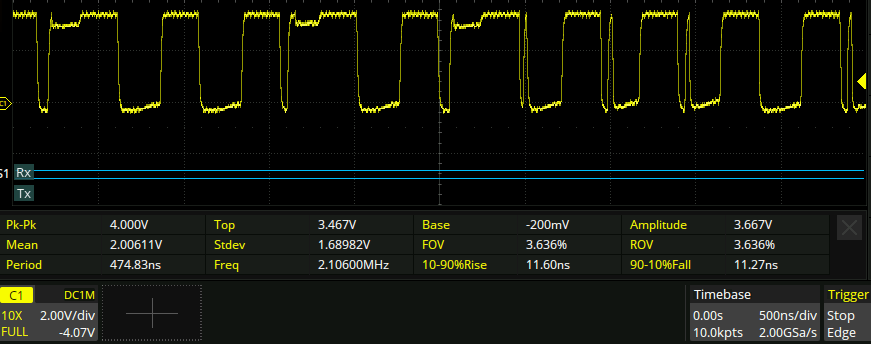 C1
S1 Rx
Tx
Pk-Pk 4.000V Top 3.467V Base -200mV Amplitude 3.667V
Mean 2.00611V Stdev 1.68982V FOV 3.636% ROV 3.636%
Period 474.83ns Freq 2.10600MHz 10-90%Rise 11.60ns 90-10%Fall 11.27ns
C1 DC1M Timebase Trigger
10X 2.00V/div 0.00s 500ns/div Stop
FULL -4.07V 10.0kpts 2.00GSa/s Edge